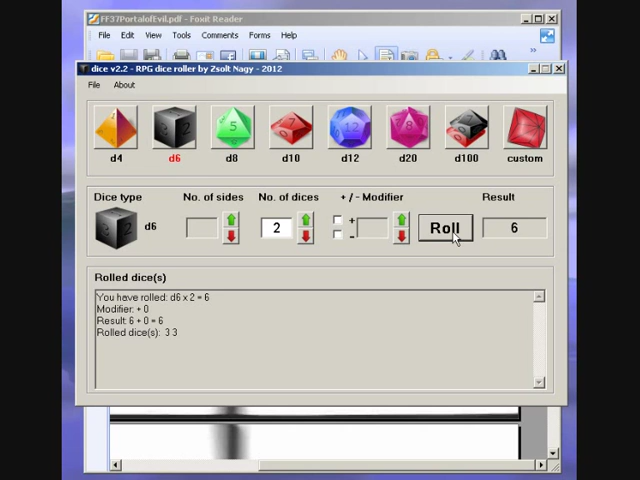 FF37PortalofEvil.pdf - Foxit Reader
File Edit View Tools Comments Forms Help
dice v2.2 - RPG dice roller by Zsolt Nagy - 2012
File About
d4 d6 d8 d10 d12 d20 d100 custom
Dice type No. of sides No. of dices + / - Modifier Result
d6 2 + - Roll 6
Rolled dice(s)
You have rolled: d6 x 2 = 6
Modifier: + 0
Result: 6 + 0 = 6
Rolled dice(s): 3 3